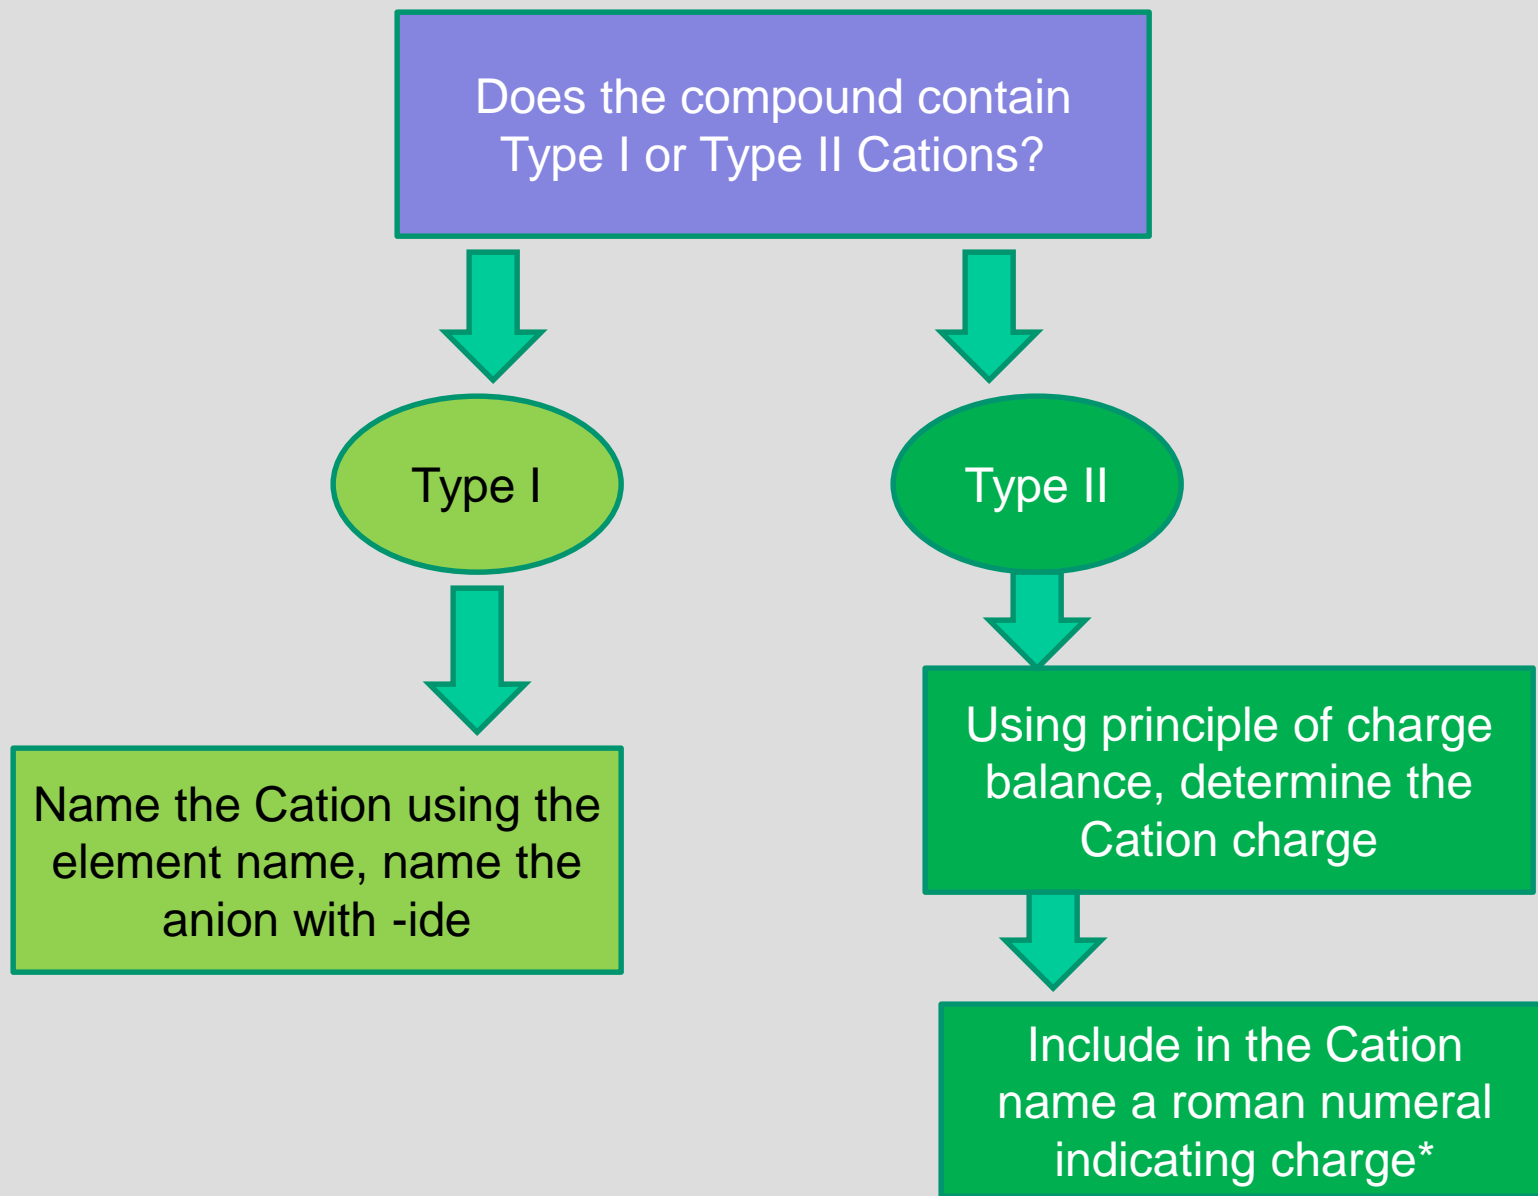 Does the compound contain
Type I or Type II Cations?
Type I
Type II
Name the Cation using the
element name, name the
anion with -ide
Using principle of charge
balance, determine the
Cation charge
Include in the Cation
name a roman numeral
indicating charge*